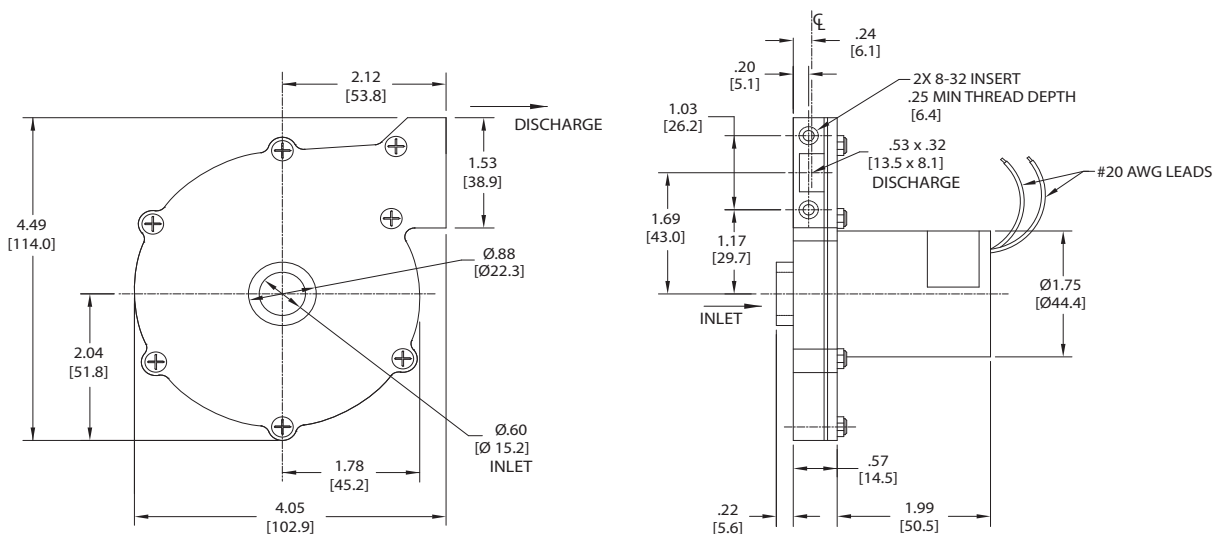 2.12
[53.8]
DISCHARGE
1.53
[38.9]
4.49
[114.0]
Ø.88
[Ø22.3]
2.04
[51.8]
Ø.60
[Ø 15.2]
INLET
1.78
[45.2]
4.05
[102.9]
℄
.24
[6.1]
.20
[5.1]
2X 8-32 INSERT
.25 MIN THREAD DEPTH
[6.4]
1.03
[26.2]
.53 x .32
[13.5 x 8.1]
DISCHARGE
#20 AWG LEADS
1.69
[43.0]
1.17
[29.7]
INLET
Ø1.75
[Ø44.4]
.57
[14.5]
.22
[5.6]
1.99
[50.5]